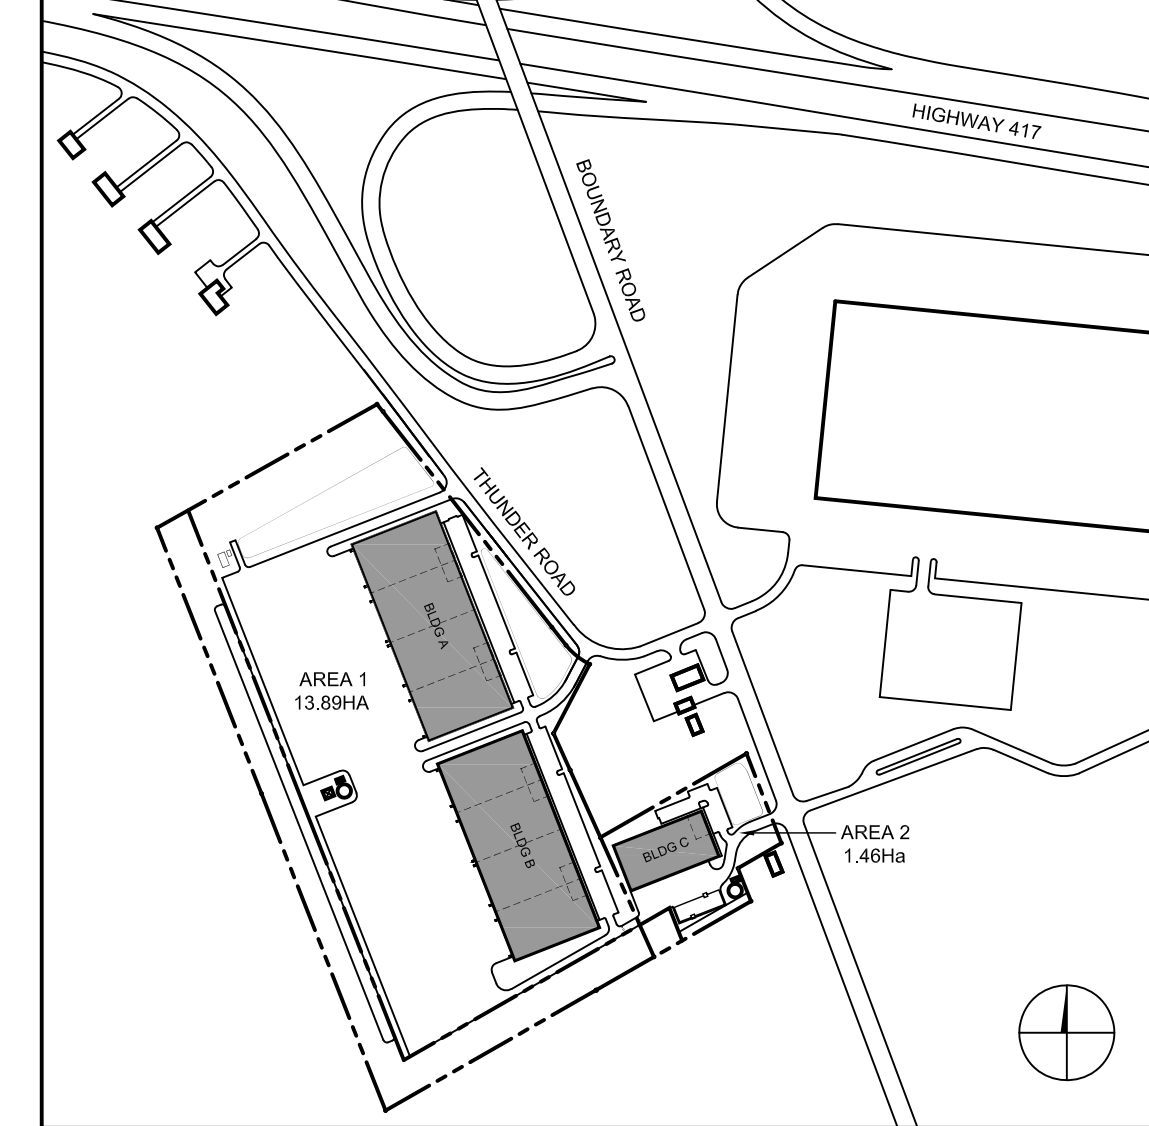 HIGHWAY 417
BOUNDARY ROAD
THUNDER ROAD
BLDG A
AREA 1
13.89HA
BLDG B
BLDG C
AREA 2
1.46Ha